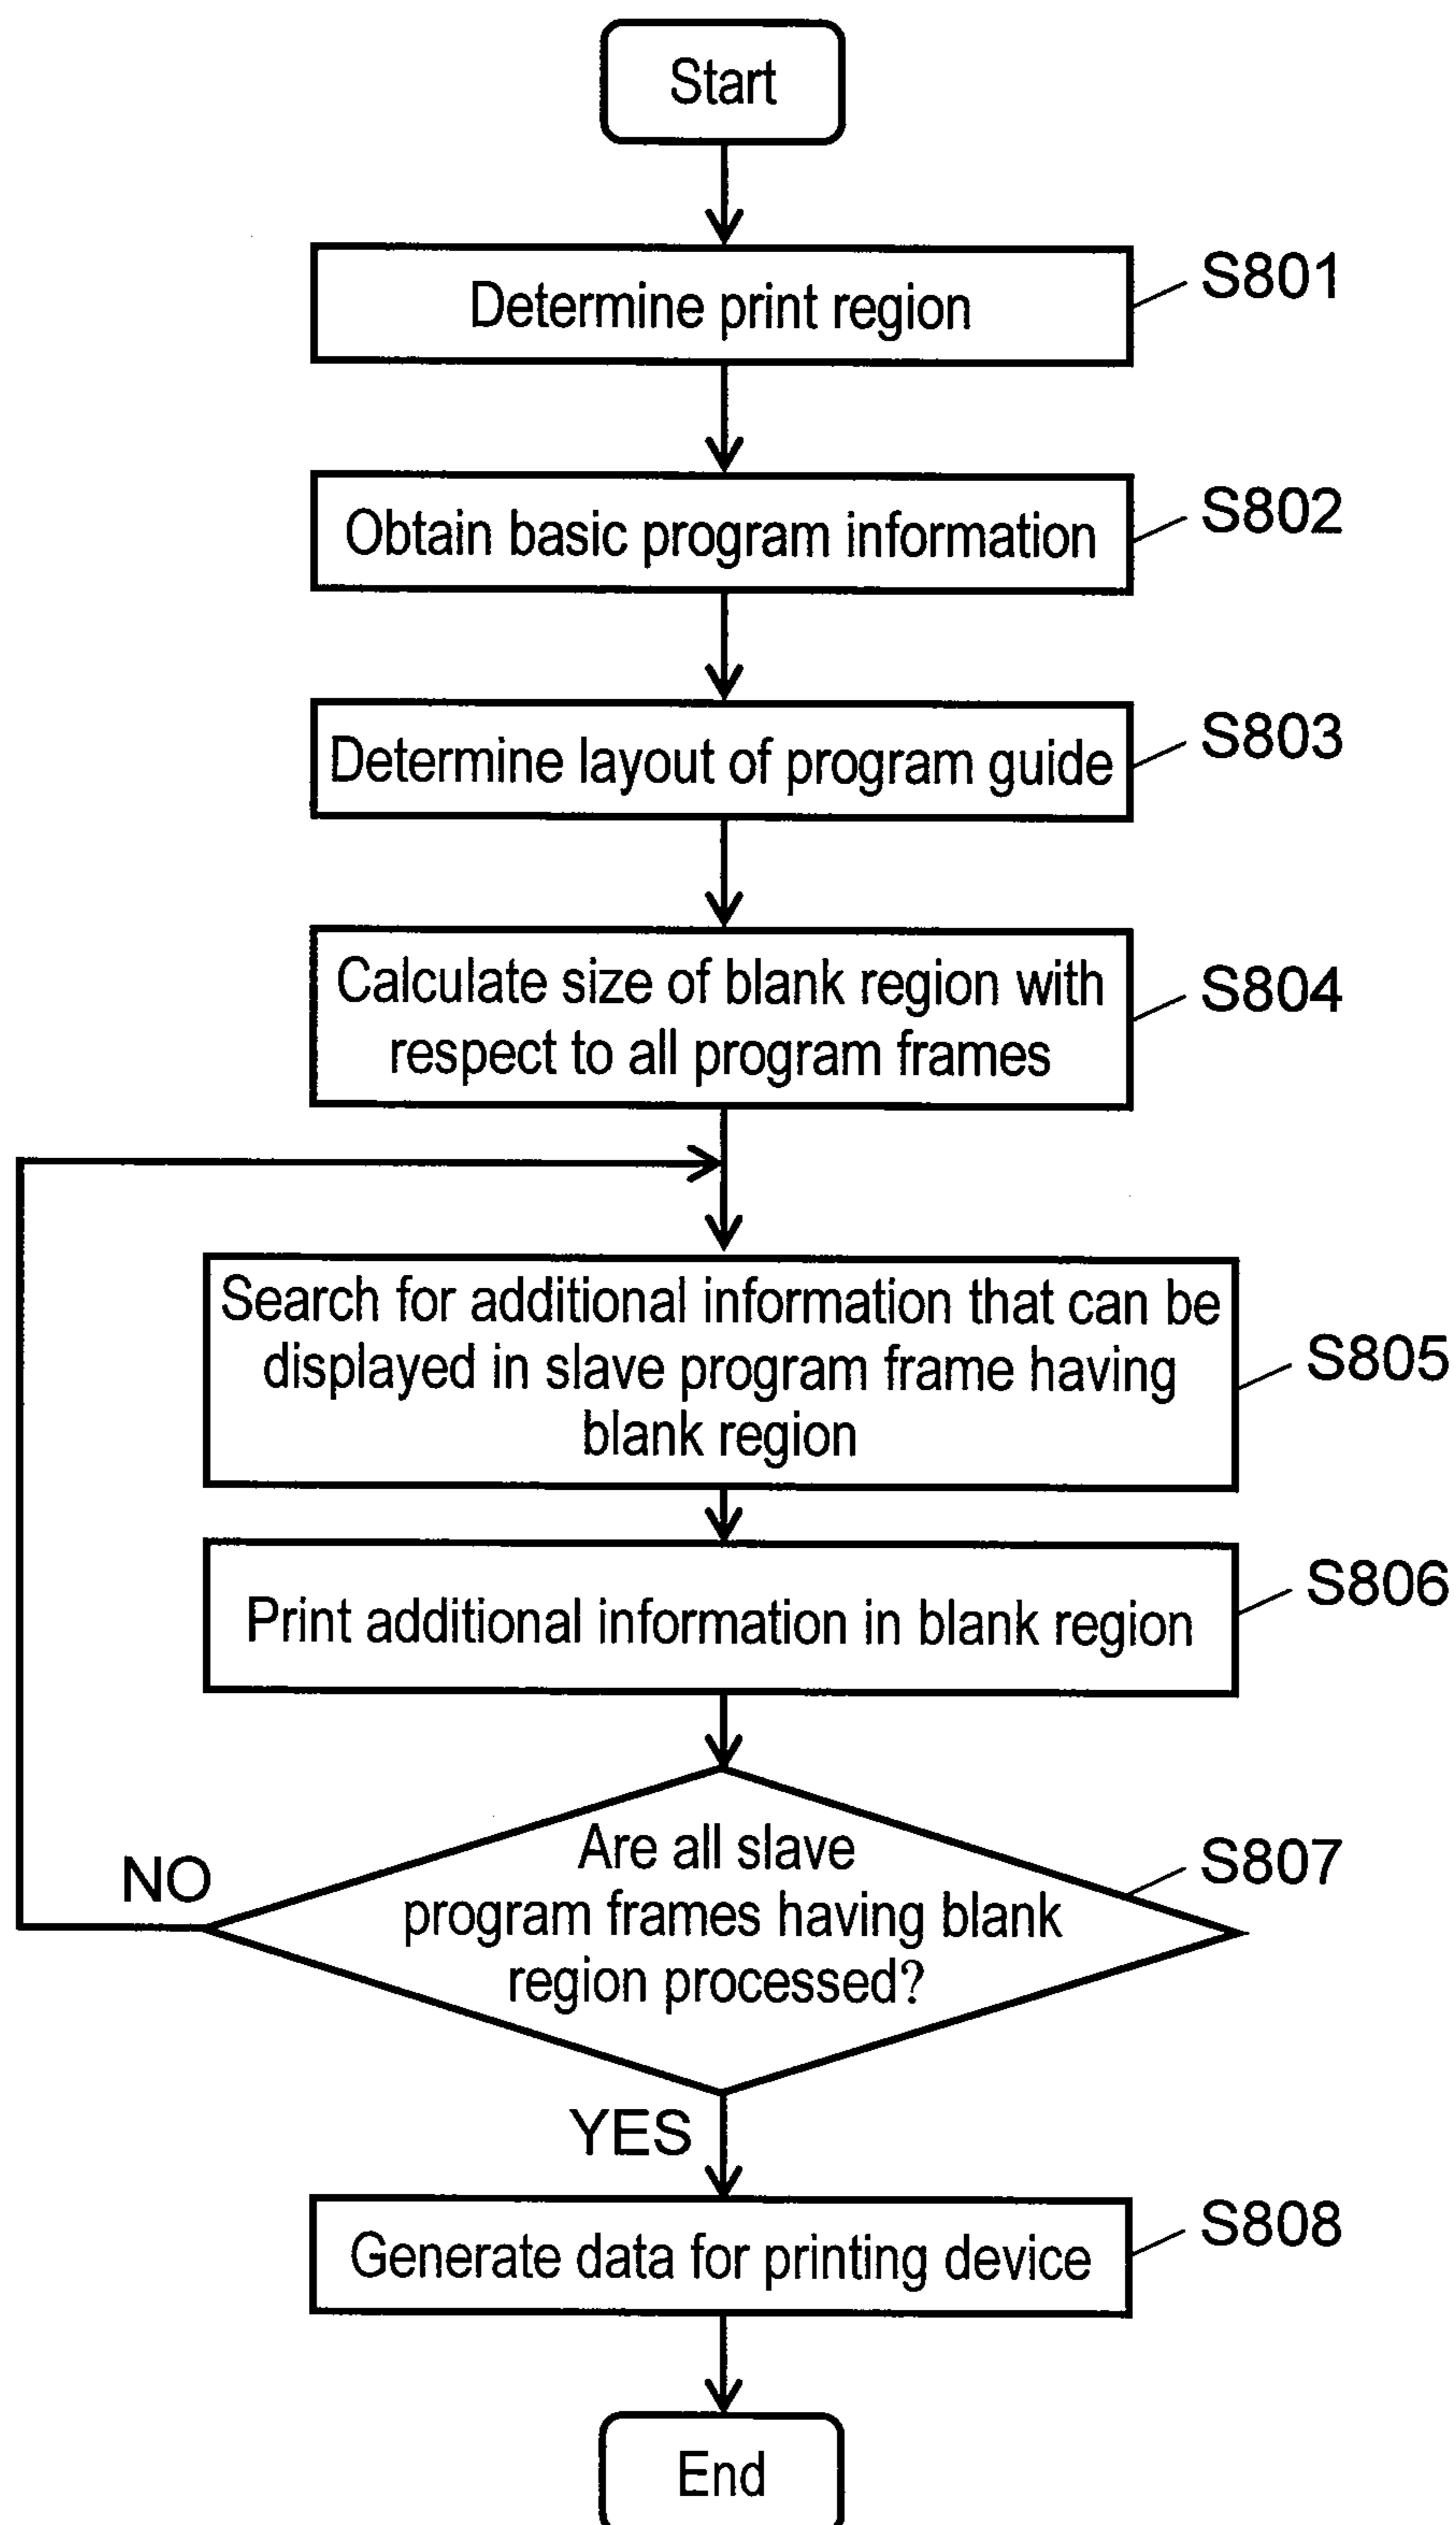 Start
Determine print region
S801
Obtain basic program information
S802
Determine layout of program guide
S803
Calculate size of blank region with
respect to all program frames
S804
Search for additional information that can be
displayed in slave program frame having
blank region
S805
Print additional information in blank region
S806
Are all slave
program frames having blank
region processed?
S807
NO
YES
Generate data for printing device
S808
End